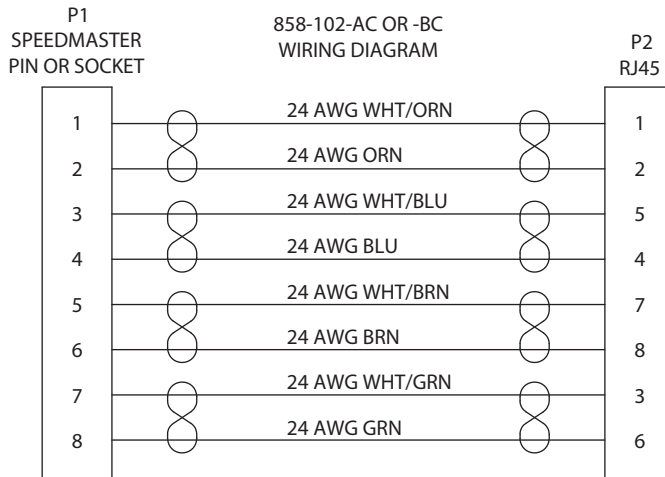 P1
SPEEDMASTER
PIN OR SOCKET
858-102-AC OR -BC
WIRING DIAGRAM
P2
RJ45
1 24 AWG WHT/ORN 1
2 24 AWG ORN 2
3 24 AWG WHT/BLU 5
4 24 AWG BLU 4
5 24 AWG WHT/BRN 7
6 24 AWG BRN 8
7 24 AWG WHT/GRN 3
8 24 AWG GRN 6